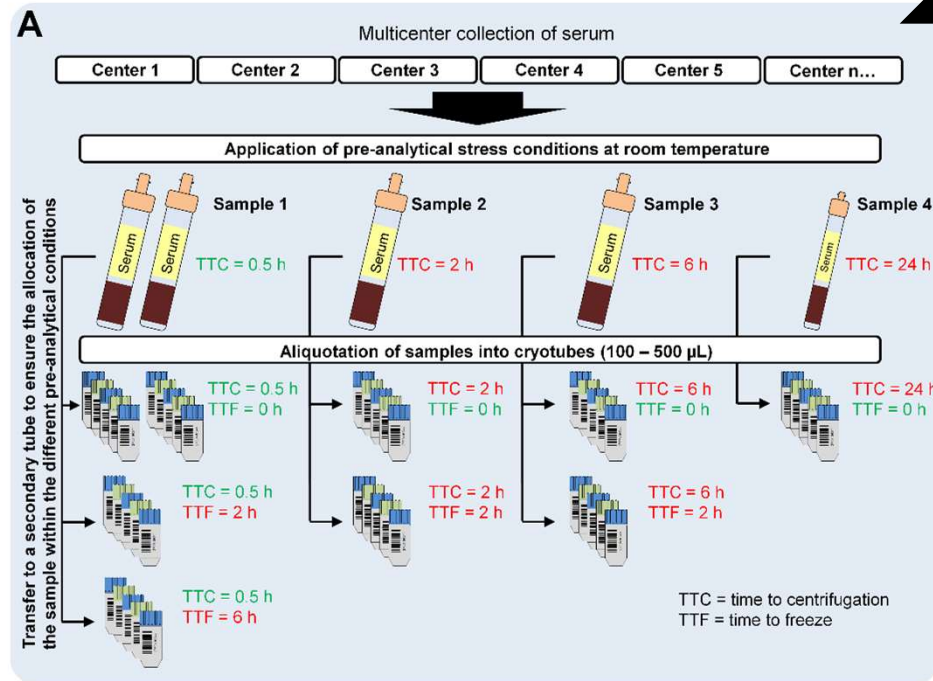 A
Multicenter collection of serum
Center 1 Center 2 Center 3 Center 4 Center 5 Center n...
Application of pre-analytical stress conditions at room temperature
Transfer to a secondary tube to ensure the allocation of
the sample within the different pre-analytical conditions
Sample 1 Sample 2 Sample 3 Sample 4
Serum Serum Serum Serum Serum
TTC = 0.5 h TTC = 2 h TTC = 6 h TTC = 24 h
Aliquotation of samples into cryotubes (100 – 500 µL)
TTC = 0.5 h TTC = 2 h TTC = 6 h TTC = 24 h
TTF = 0 h TTF = 0 h TTF = 0 h TTF = 0 h
TTC = 0.5 h TTC = 2 h TTC = 6 h
TTF = 2 h TTF = 2 h TTF = 2 h
TTC = 0.5 h
TTF = 6 h
TTC = time to centrifugation
TTF = time to freeze